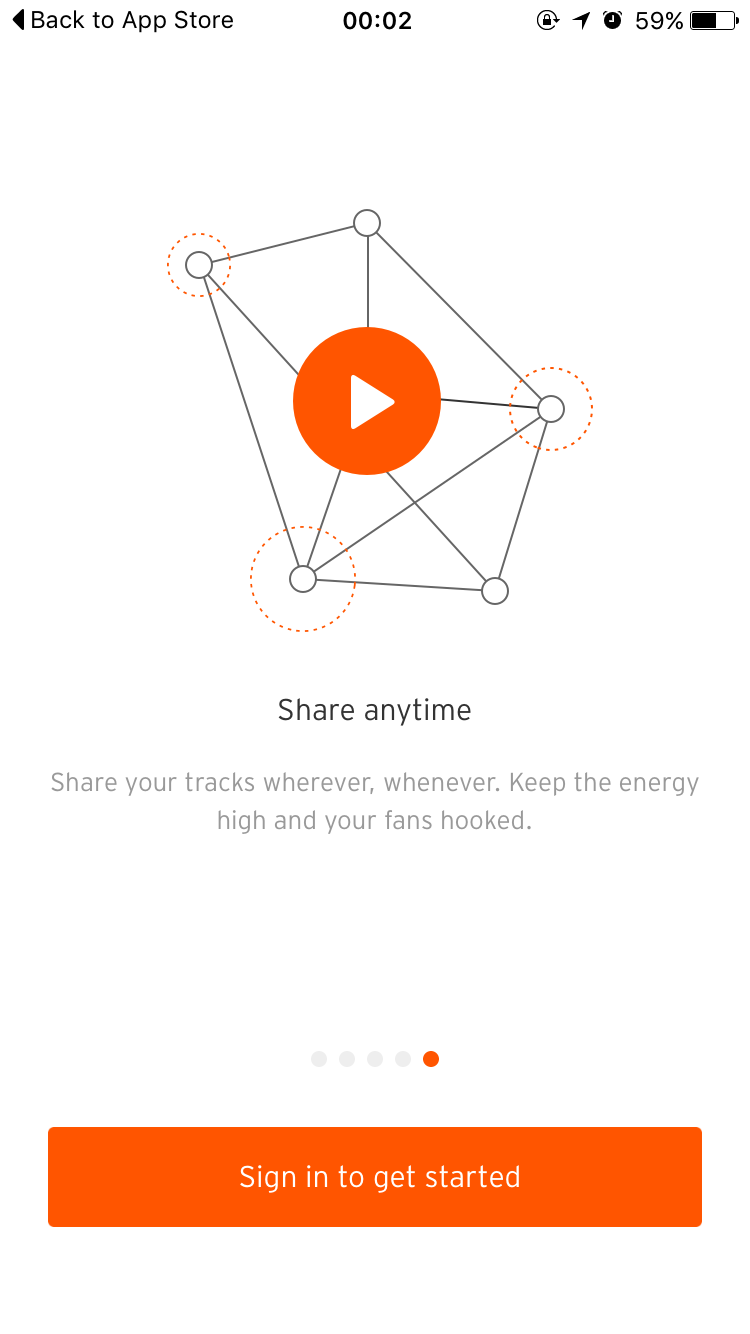 Back to App Store 00:02 59%
Share anytime
Share your tracks wherever, whenever. Keep the energy
high and your fans hooked.
Sign in to get started